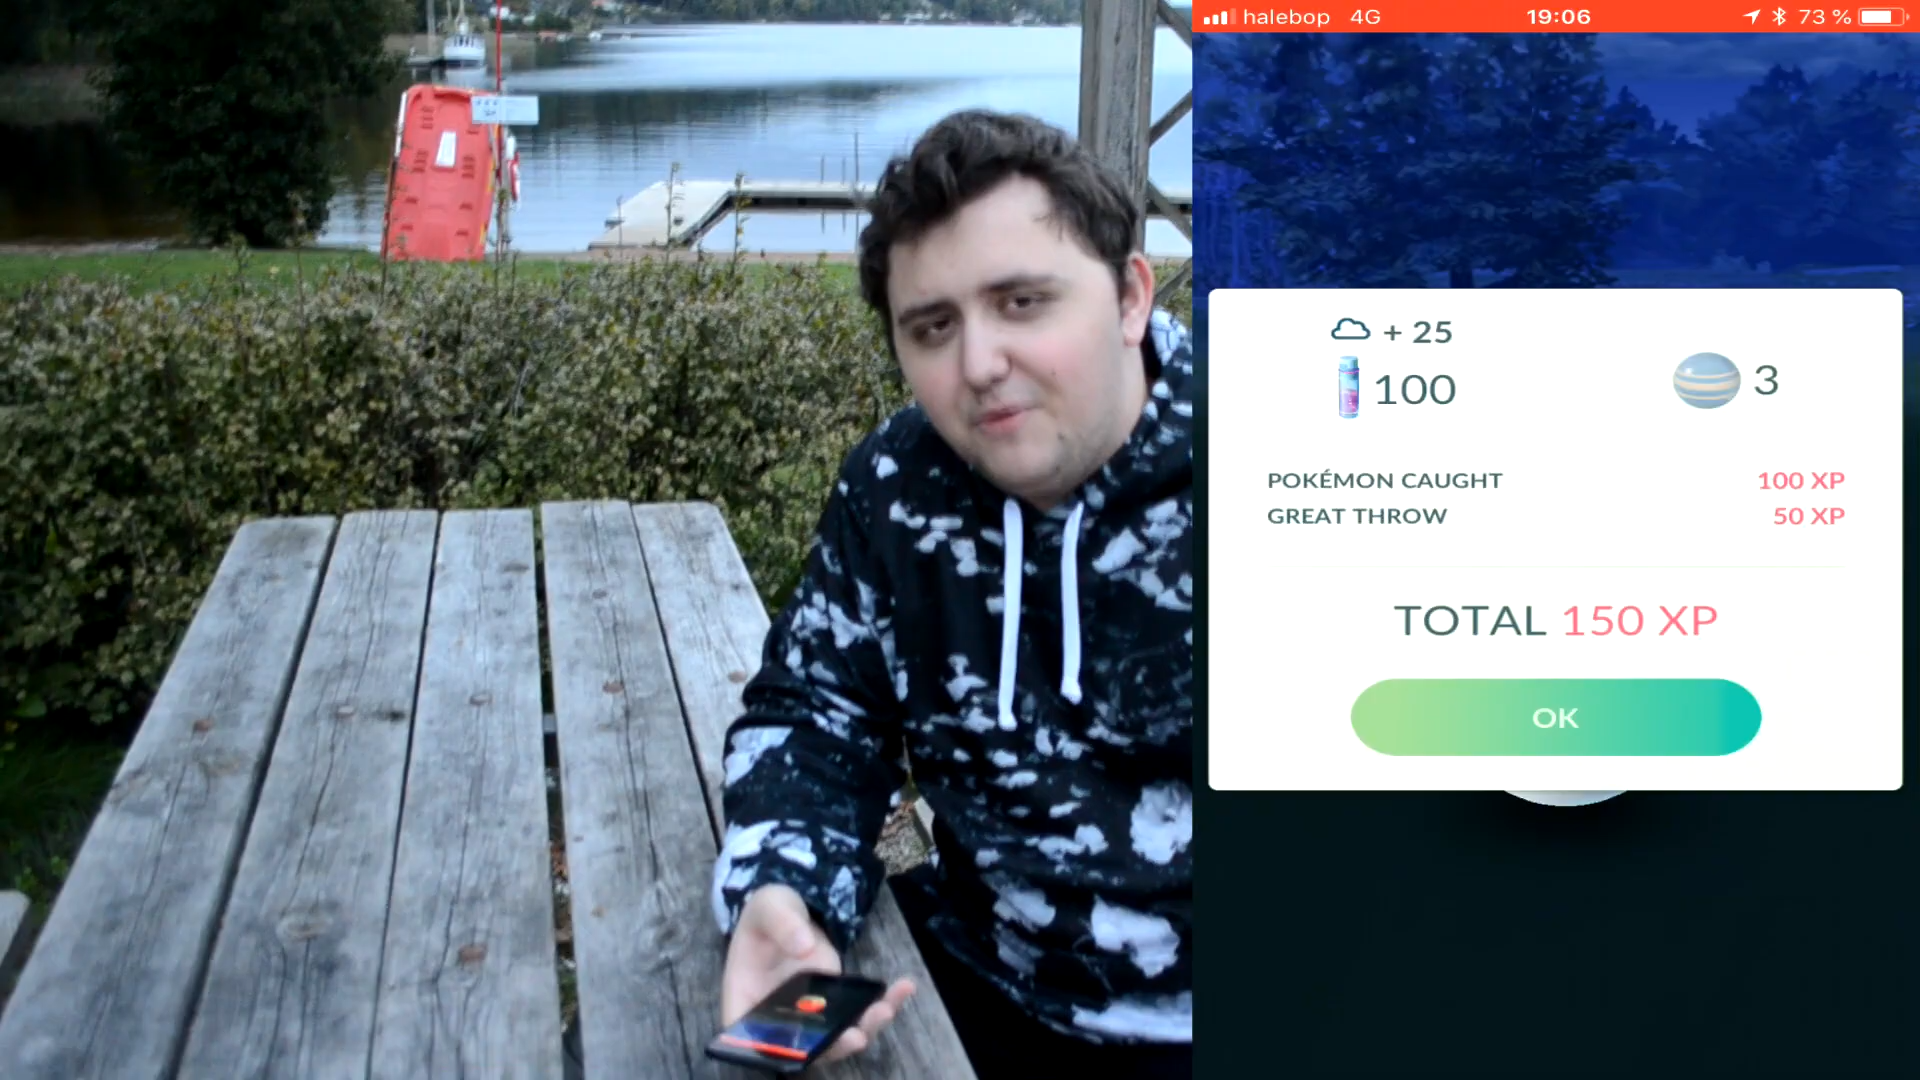 halebop 4G 19:06 73 %
+ 25
100
3
POKÉMON CAUGHT 100 XP
GREAT THROW 50 XP
TOTAL 150 XP
OK